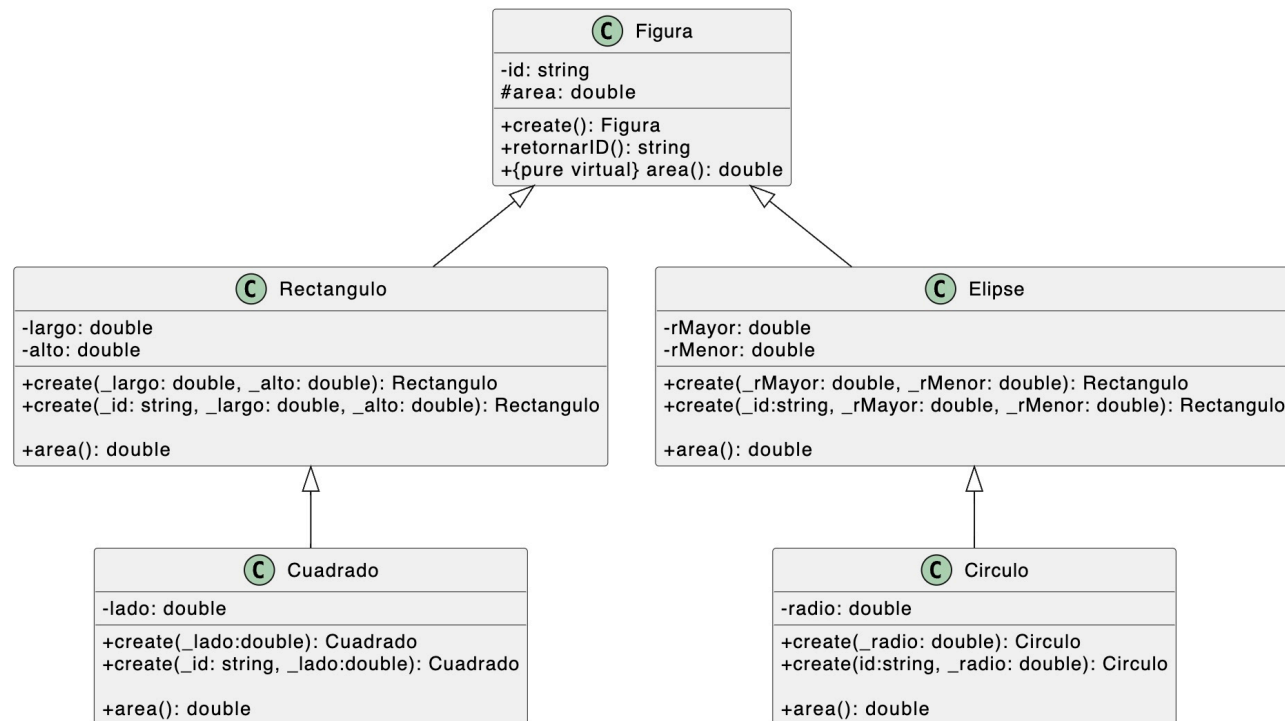 C Figura
-id: string
#area: double
+create(): Figura
+retornarID(): string
+{pure virtual} area(): double
C Rectangulo
-largo: double
-alto: double
+create(_largo: double, _alto: double): Rectangulo
+create(_id: string, _largo: double, _alto: double): Rectangulo
+area(): double
C Elipse
-rMayor: double
-rMenor: double
+create(_rMayor: double, _rMenor: double): Rectangulo
+create(_id:string, _rMayor: double, _rMenor: double): Rectangulo
+area(): double
C Cuadrado
-lado: double
+create(_lado:double): Cuadrado
+create(_id: string, _lado:double): Cuadrado
+area(): double
C Circulo
-radio: double
+create(_radio: double): Circulo
+create(id:string, _radio: double): Circulo
+area(): double